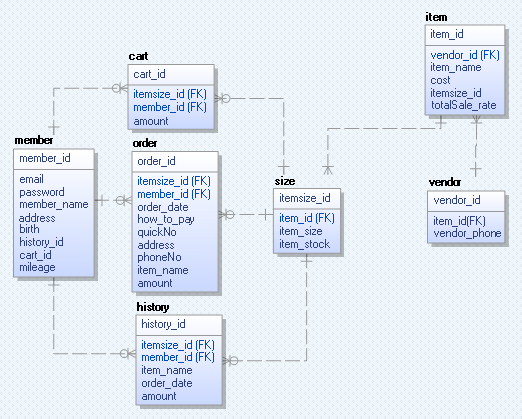 item
item_id
vendor_id (FK)
item_name
cost
itemsize_id
totalSale_rate
cart
cart_id
itemsize_id (FK)
member_id (FK)
amount
member
member_id
email
password
member_name
address
birth
history_id
cart_id
mileage
order
order_id
itemsize_id (FK)
member_id (FK)
order_date
how_to_pay
quickNo
address
phoneNo
item_name
amount
size
itemsize_id
item_id (FK)
item_size
item_stock
vendor
vendor_id
item_id(FK)
vendor_phone
history
history_id
itemsize_id (FK)
member_id (FK)
item_name
order_date
amount